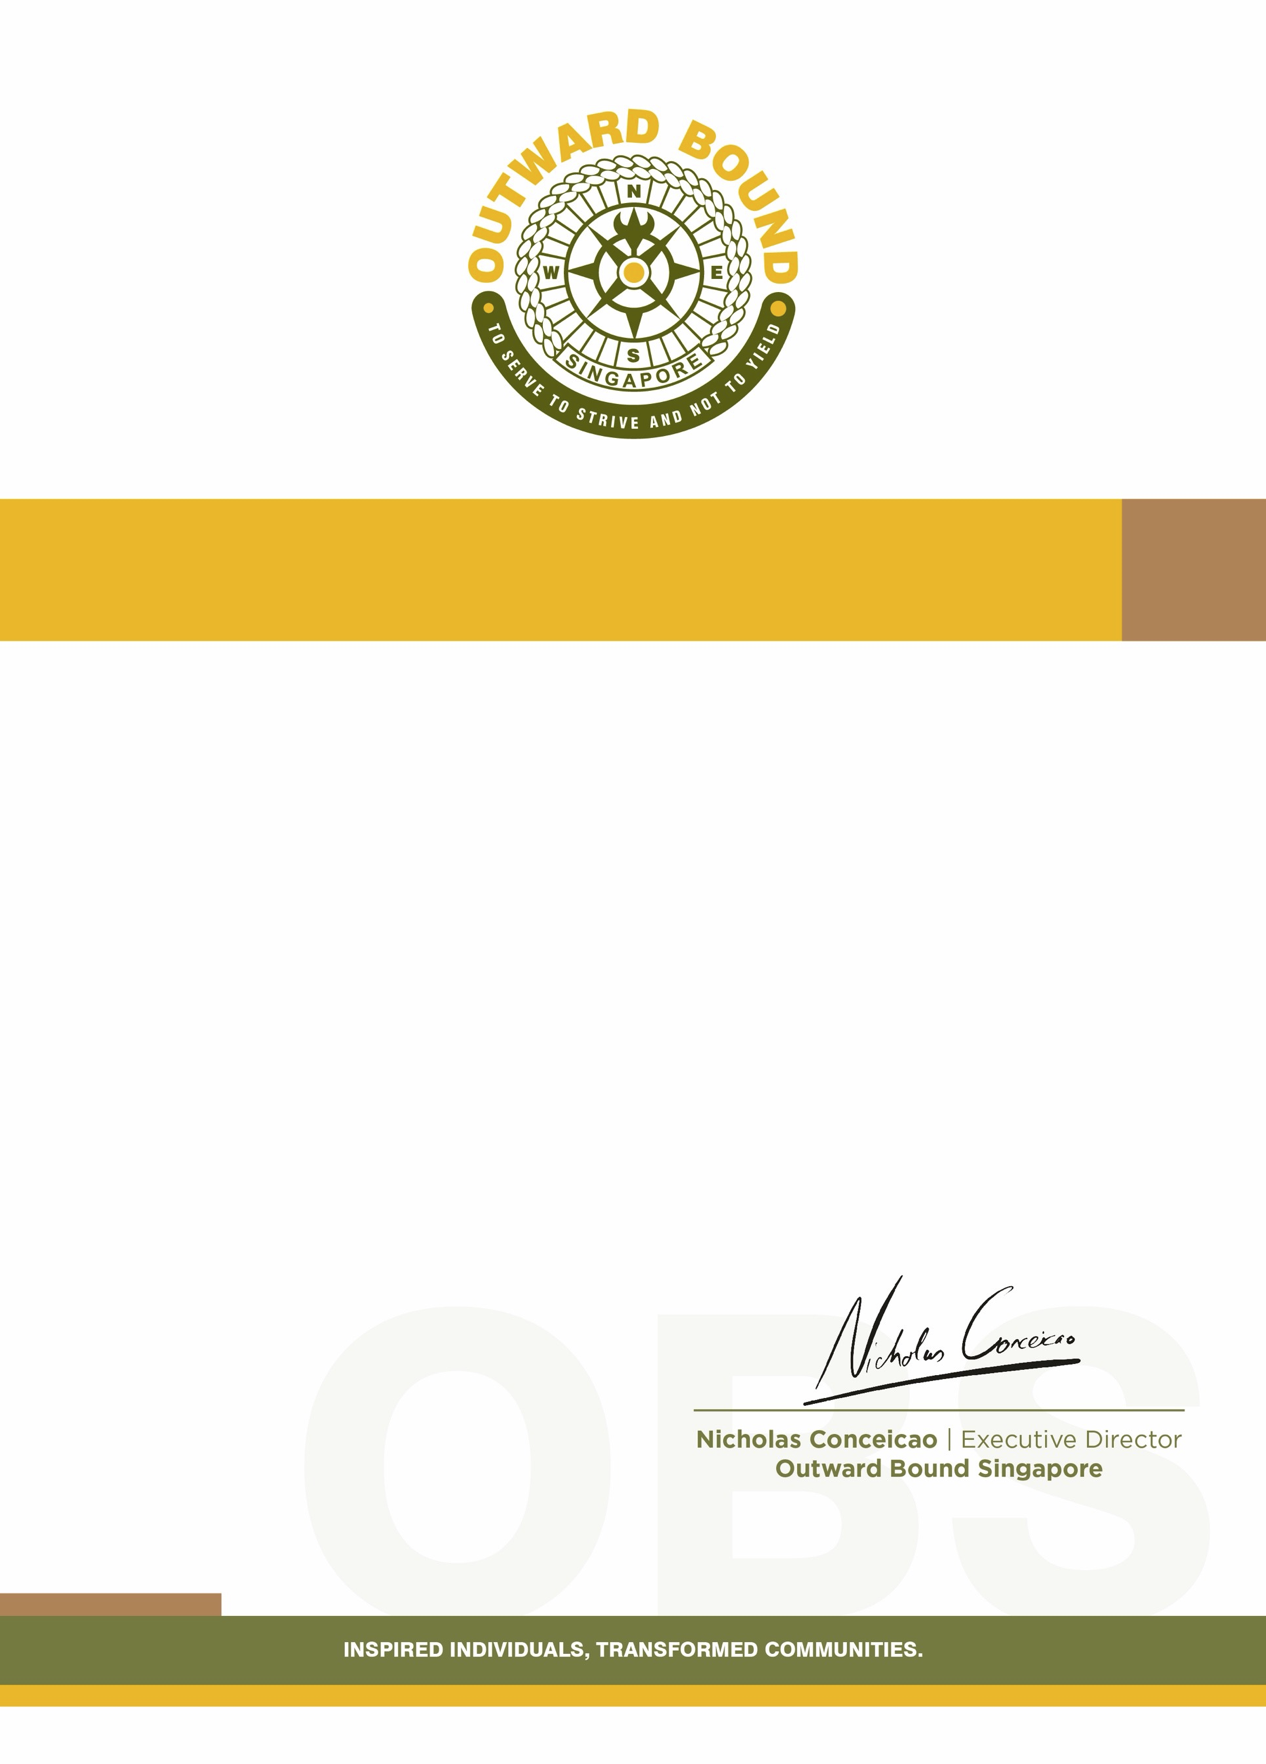 OUTWARD BOUND
N
W E
S
SINGAPORE
TO SERVE TO STRIVE AND NOT TO YIELD
OBS
Nicholas Conceicao
Nicholas Conceicao | Executive Director
Outward Bound Singapore
INSPIRED INDIVIDUALS, TRANSFORMED COMMUNITIES.